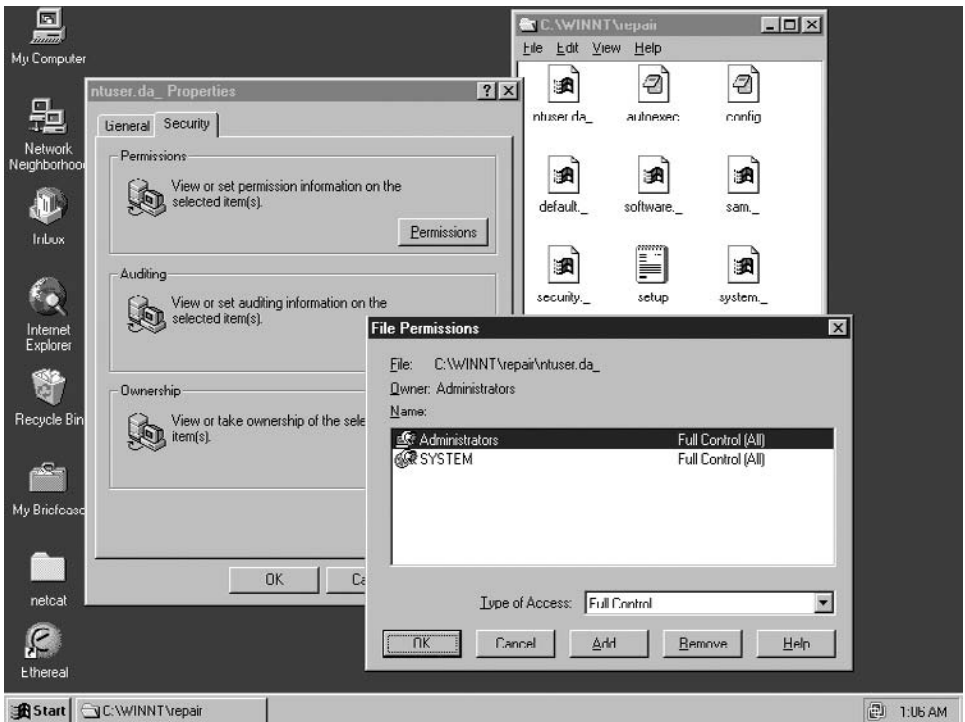 My Computer
Network
Neighborhoo
Inbox
Internet
Explorer
Recycle Bin
My Briefcase
netcat
Ethereal
C:\WINNT\repair
File Edit View Help
ntuser.da_
autoexec
config
default._
software._
sam._
security._
setup
system._
ntuser.da_ Properties
General Security
Permissions
View or set permission information on the
selected item(s).
Permissions
Auditing
View or set auditing information on the
selected item(s).
Ownership
View or take ownership of the sele
item(s).
OK
Ca
File Permissions
File: C:\WINNT\repair\ntuser.da_
Owner: Administrators
Name:
Administrators Full Control (All)
SYSTEM Full Control (All)
Type of Access: Full Control
OK Cancel Add Remove Help
Start C:\WINNT\repair 1:06 AM